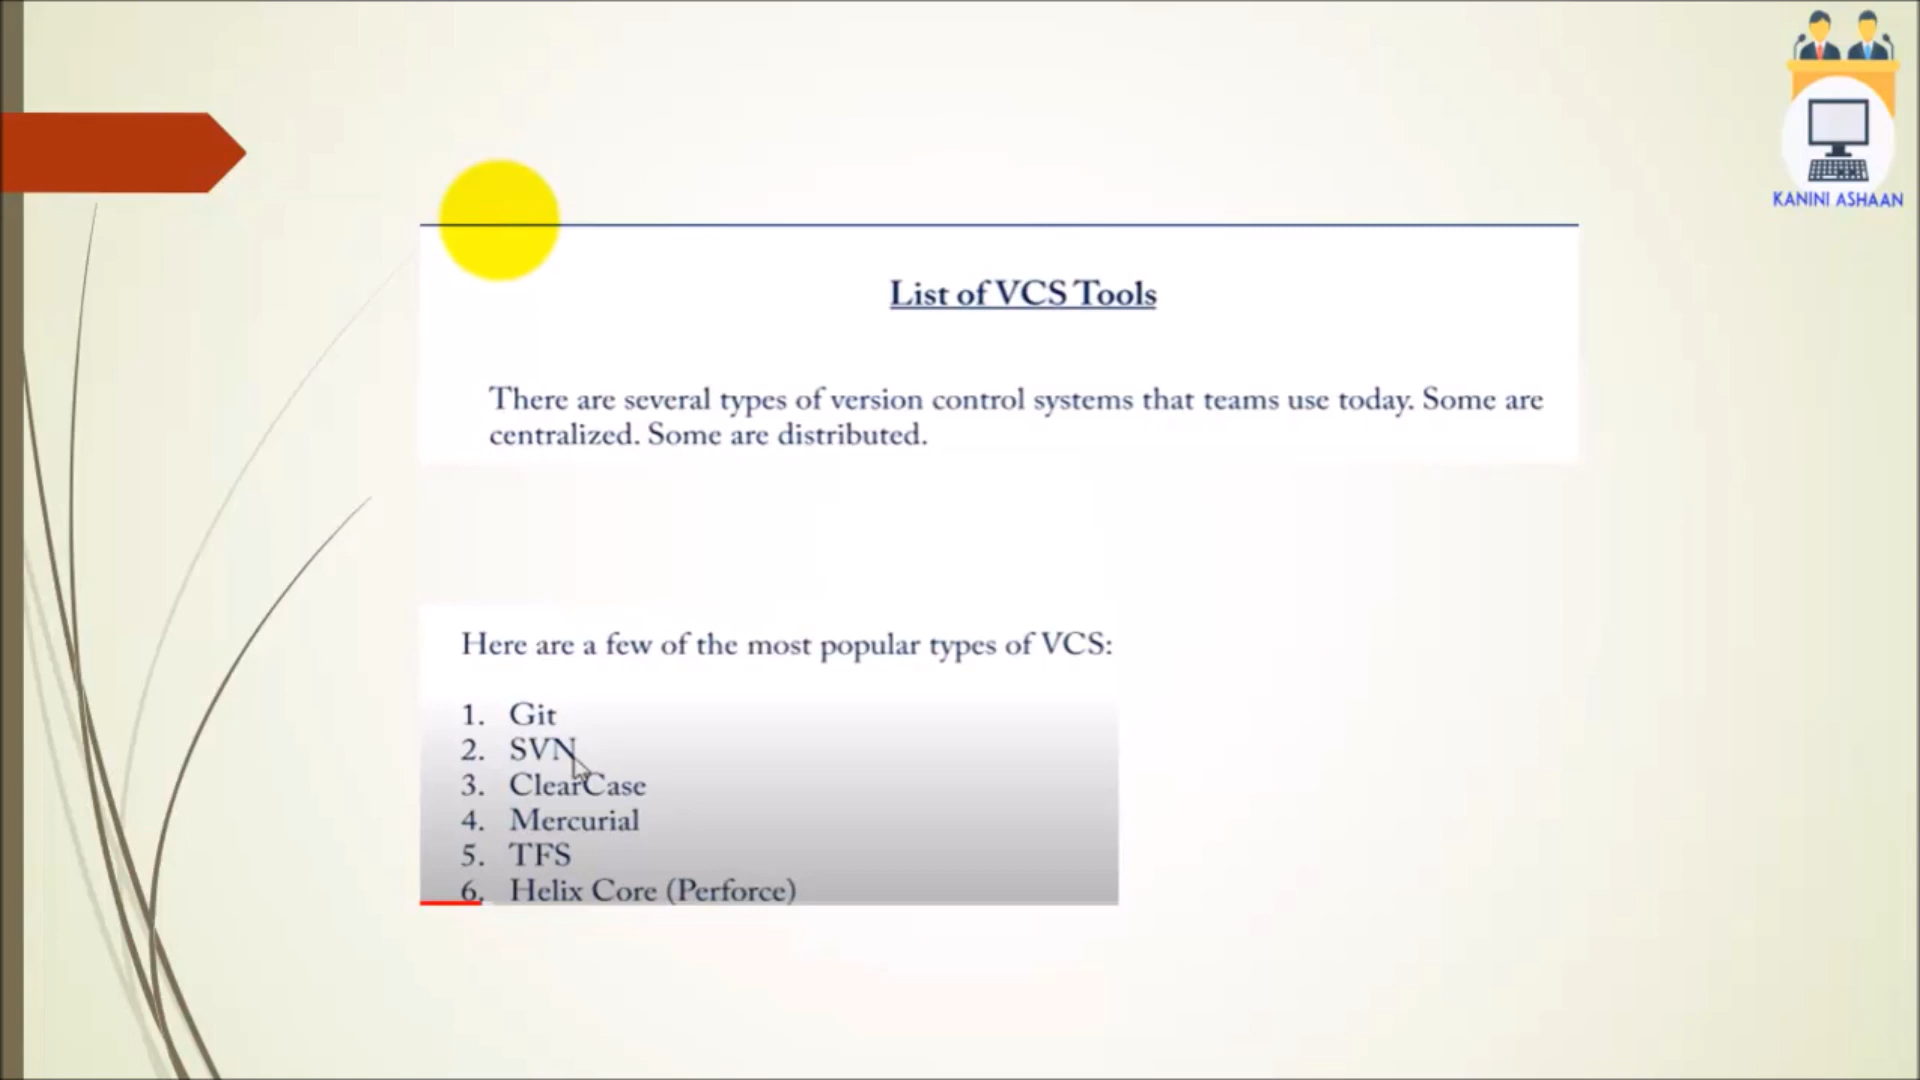 KANINI ASHAAN
List of VCS Tools
There are several types of version control systems that teams use today. Some are
centralized. Some are distributed.
Here are a few of the most popular types of VCS:
1. Git
2. SVN
3. ClearCase
4. Mercurial
5. TFS
6. Helix Core (Perforce)